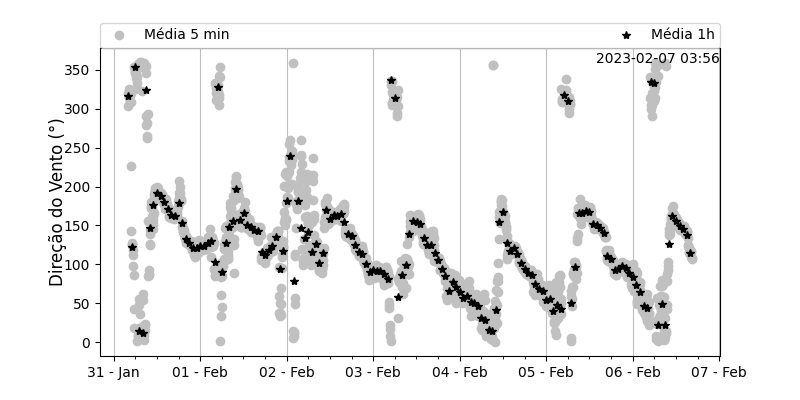 Média 5 min
Média 1h
2023-02-07 03:56
Direção do Vento (°)
350
300
250
200
150
100
50
0
31 - Jan
01 - Feb
02 - Feb
03 - Feb
04 - Feb
05 - Feb
06 - Feb
07 - Feb